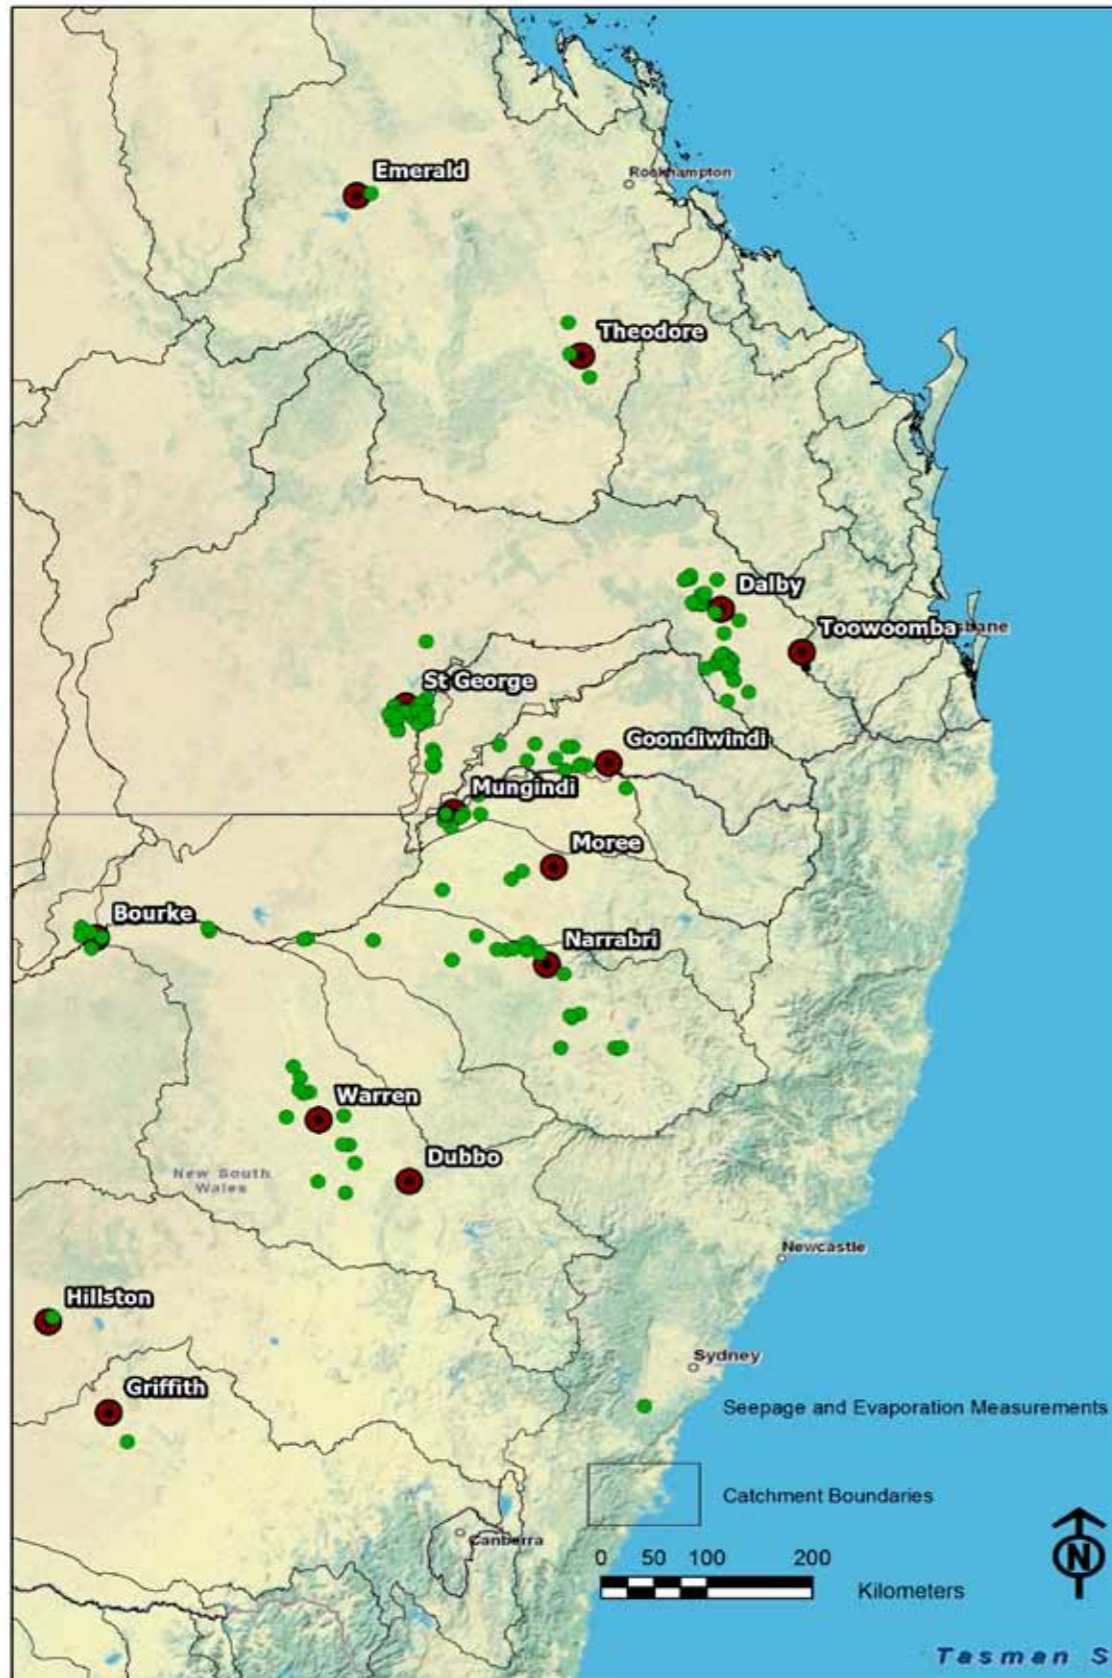 Emerald
Rockhampton
Theodore
Dalby
Toowoomba
sbane
St George
Goondiwindi
Mungindi
Moree
Bourke
Narrabri
Warren
Dubbo
New South
Wales
Newcastle
Hillston
Sydney
Griffith
Seepage and Evaporation Measurements
Catchment Boundaries
Canberra
0 50 100 200
Kilometers
N
Tasman S